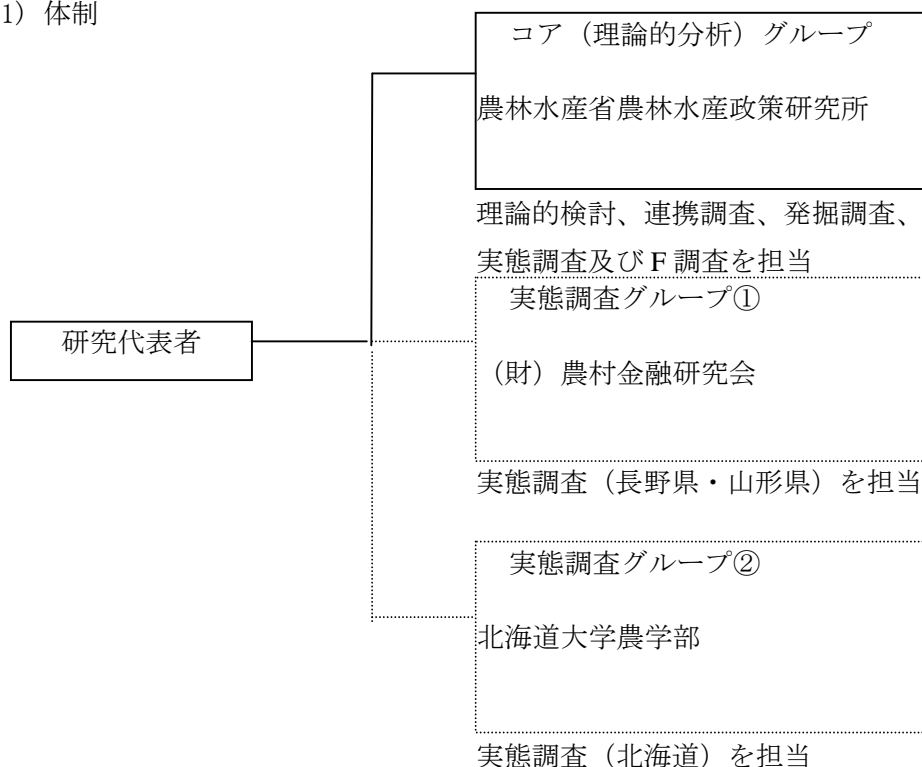 1）体制
コア（理論的分析）グループ
農林水産省農林水産政策研究所
理論的検討、連携調査、発掘調査、
実態調査及びF調査を担当
実態調査グループ①
研究代表者
（財）農村金融研究会
実態調査（長野県・山形県）を担当
実態調査グループ②
北海道大学農学部
実態調査（北海道）を担当